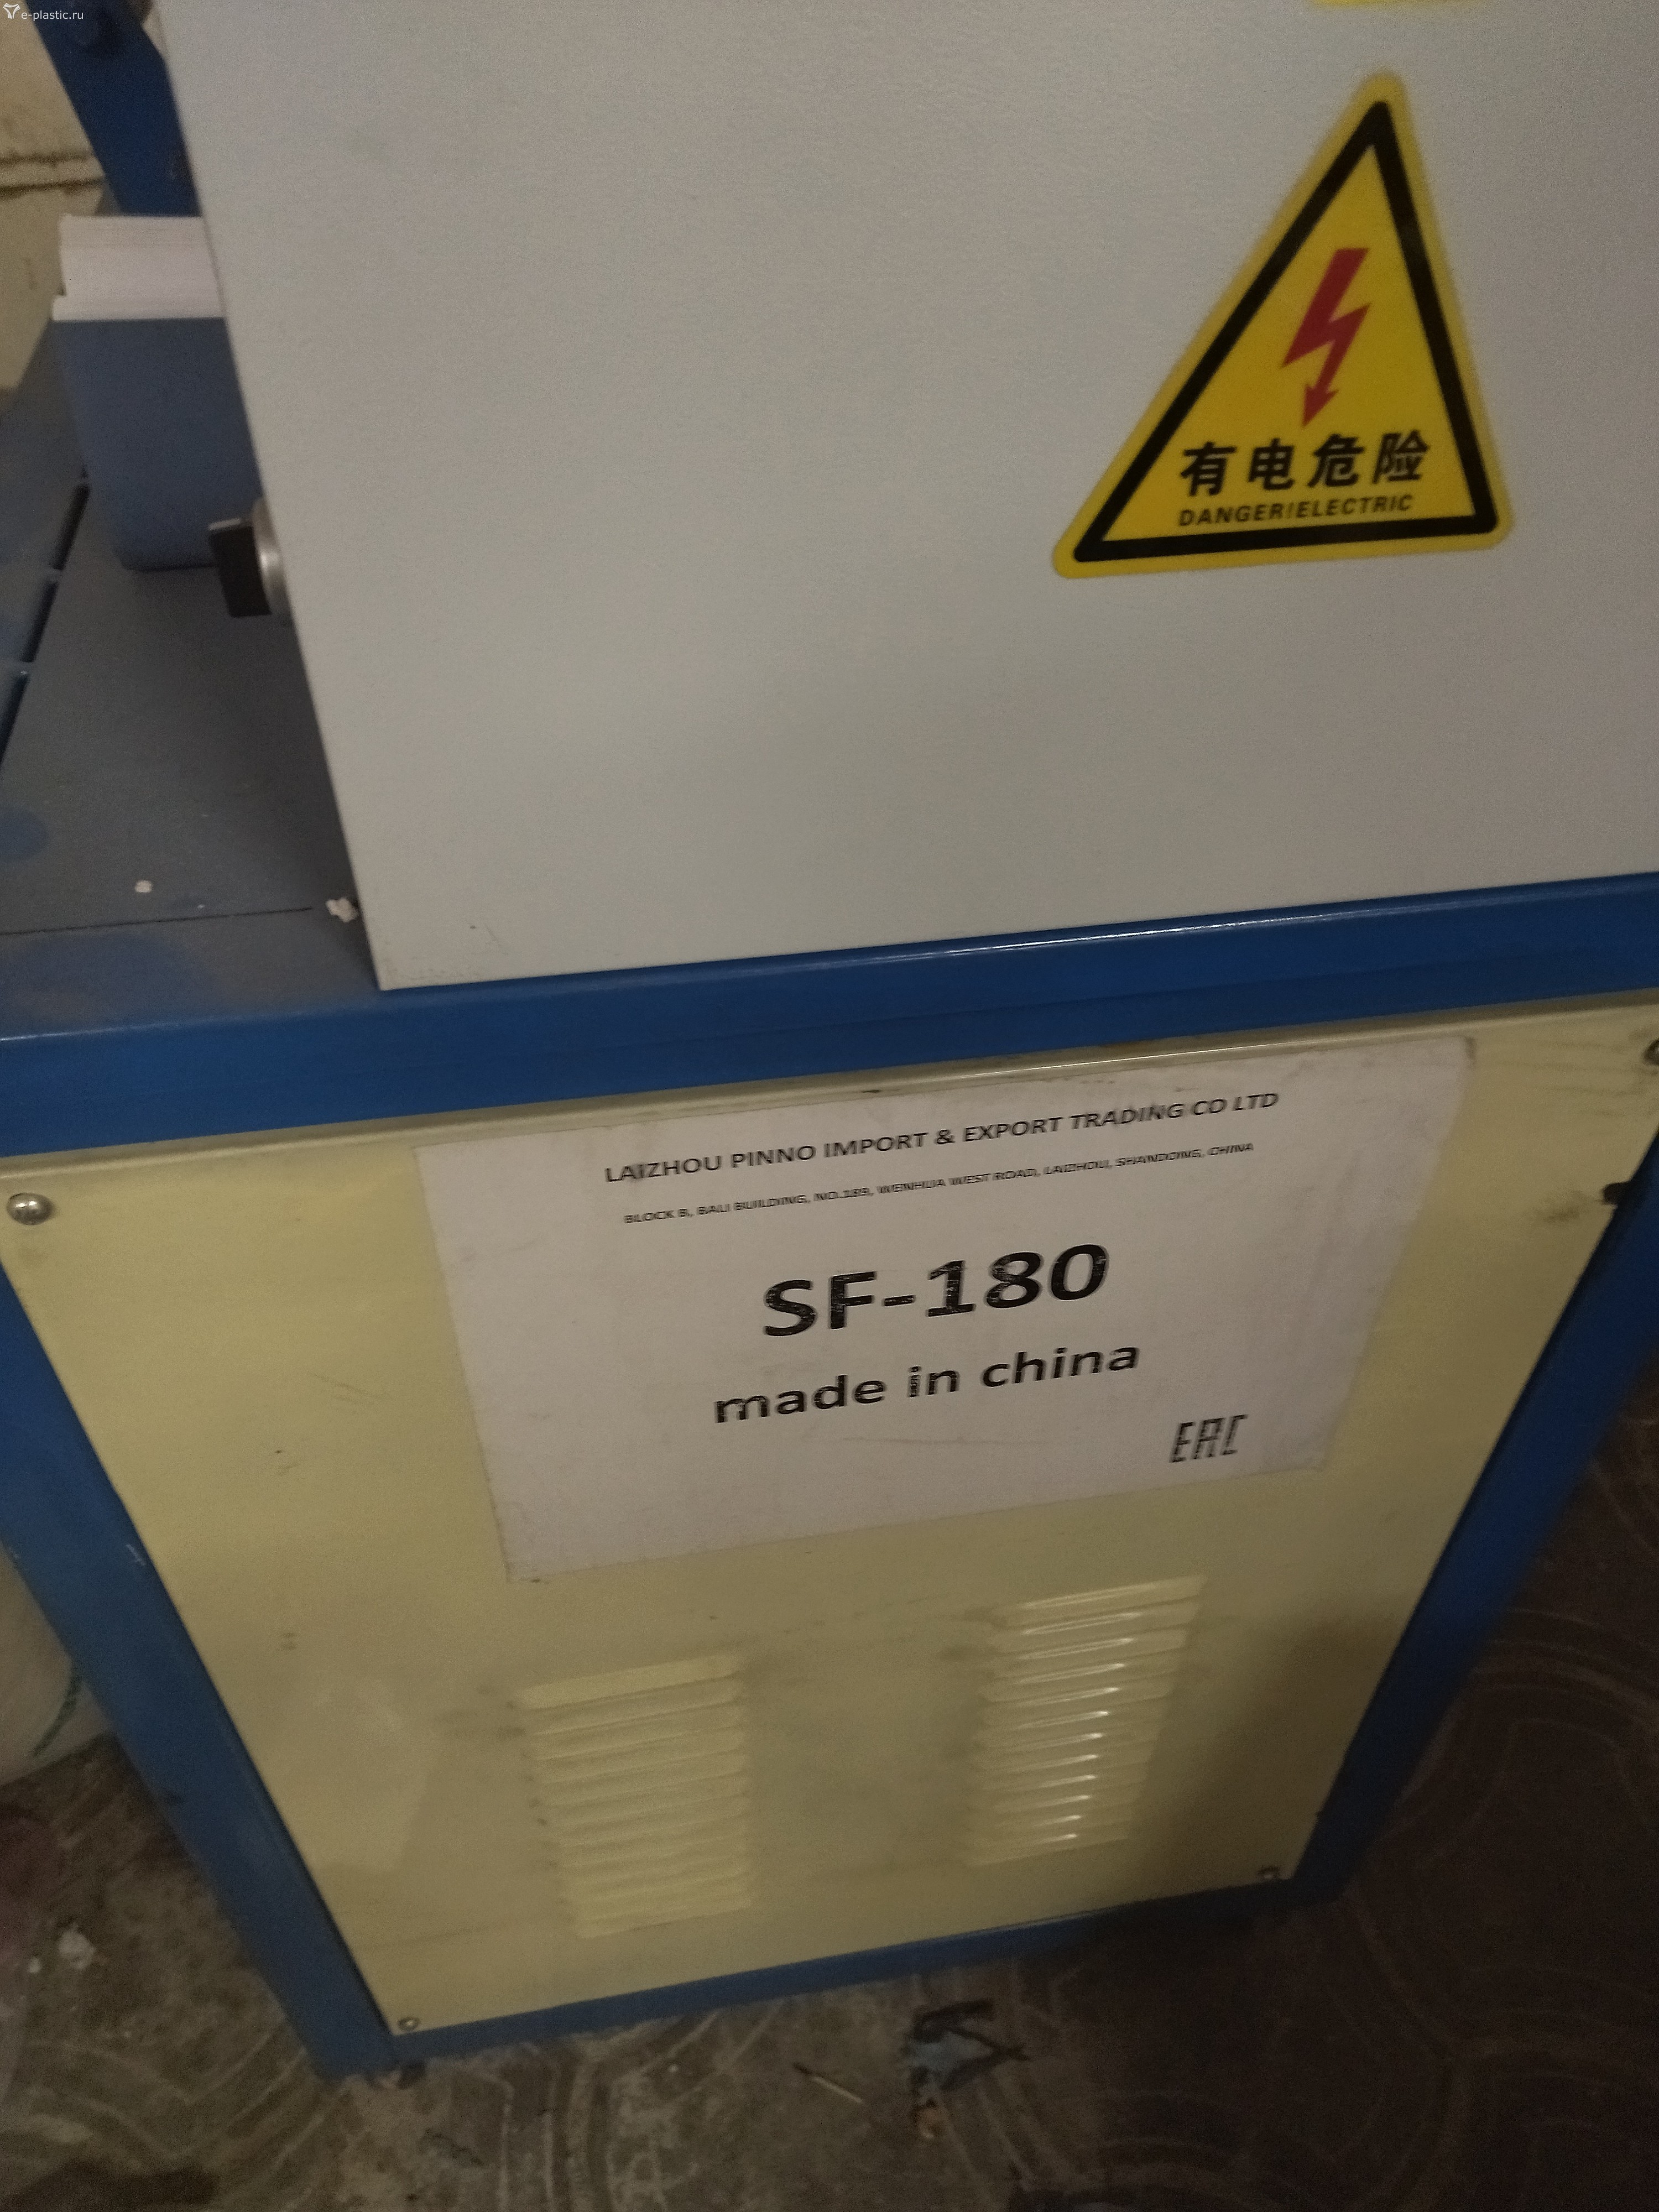 e-plastic.ru
有电危险
DANGER!ELECTRIC
LAIZHOU PINNO IMPORT & EXPORT TRADING CO LTD
BLOCK B, BALI BUILDING, NO.189, WENHUA WEST ROAD, LAIZHOU, SHANDONG, CHINA
SF-180
made in china
EAC